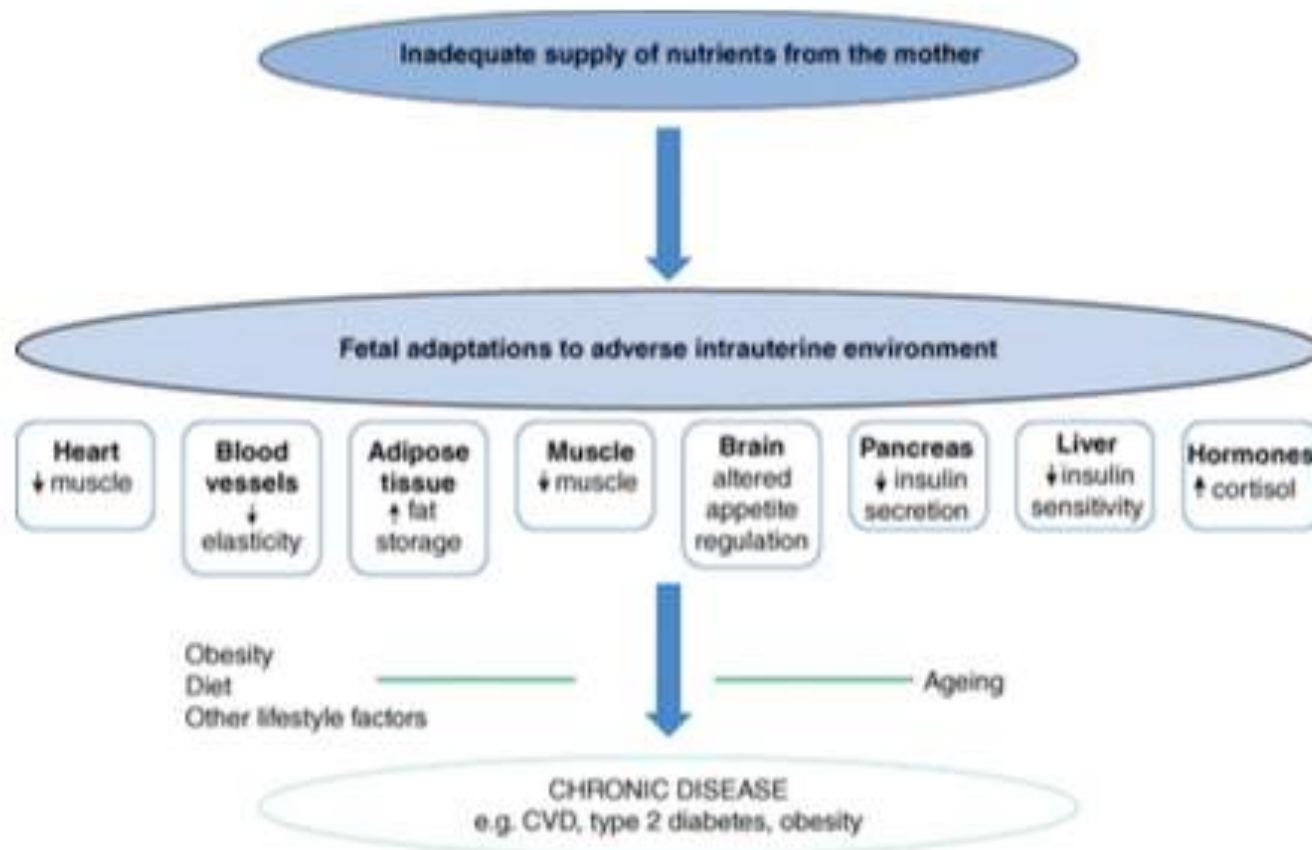 Inadequate supply of nutrients from the mother
Fetal adaptations to adverse intrauterine environment
Heart
↓ muscle
Blood
vessels
↓
elasticity
Adipose
tissue
↑ fat
storage
Muscle
↓ muscle
Brain
altered
appetite
regulation
Pancreas
↓ insulin
secretion
Liver
↓ insulin
sensitivity
Hormones
↑ cortisol
Obesity
Diet
Other lifestyle factors
Ageing
CHRONIC DISEASE
e.g. CVD, type 2 diabetes, obesity